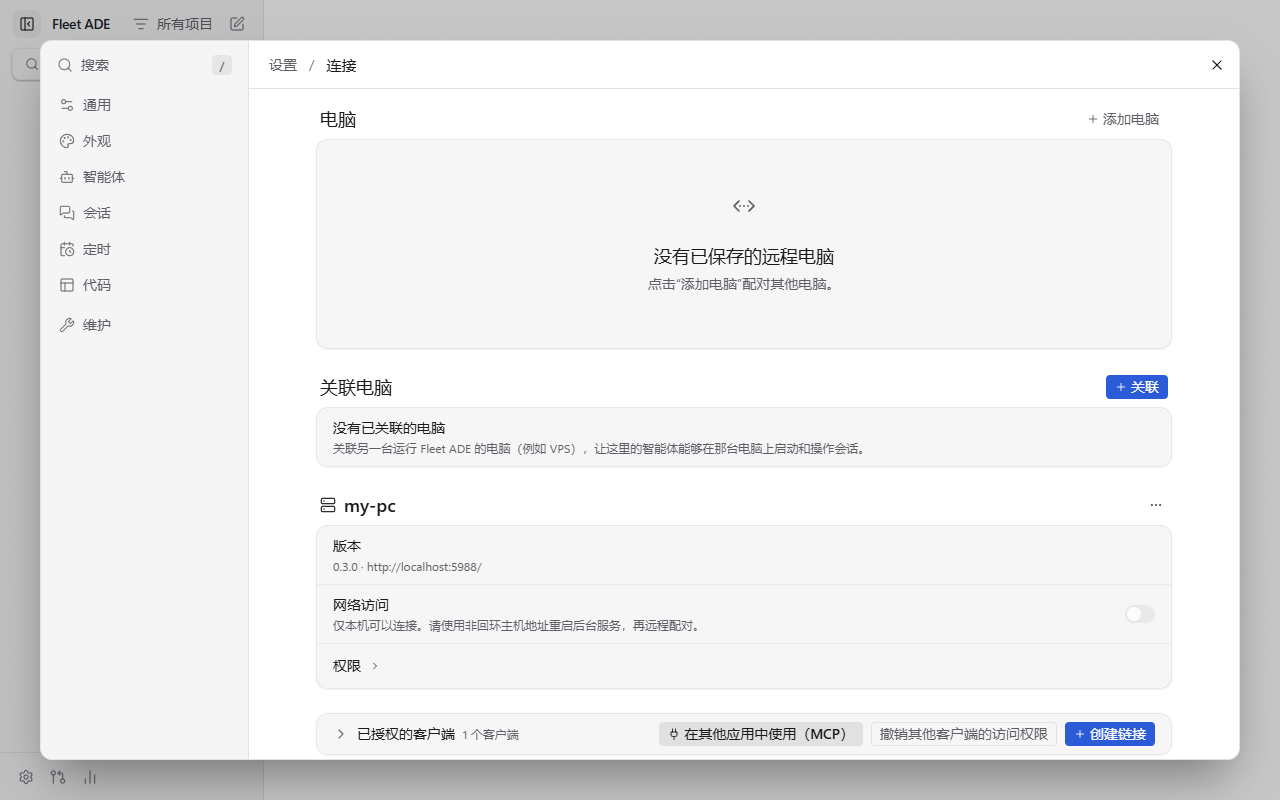 Fleet ADE
所有项目
搜索
/
通用
外观
智能体
会话
定时
代码
维护
设置 / 连接
电脑
+ 添加电脑
没有已保存的远程电脑
点击“添加电脑”配对其他电脑。
关联电脑
+ 关联
没有已关联的电脑
关联另一台运行 Fleet ADE 的电脑（例如 VPS），让这里的智能体能够在那台电脑上启动和操作会话。
my-pc
版本
0.3.0 · http://localhost:5988/
网络访问
仅本机可以连接。请使用非回环主机地址重启后台服务，再远程配对。
权限
已授权的客户端 1 个客户端
在其他应用中使用（MCP）
撤销其他客户端的访问权限
+ 创建链接